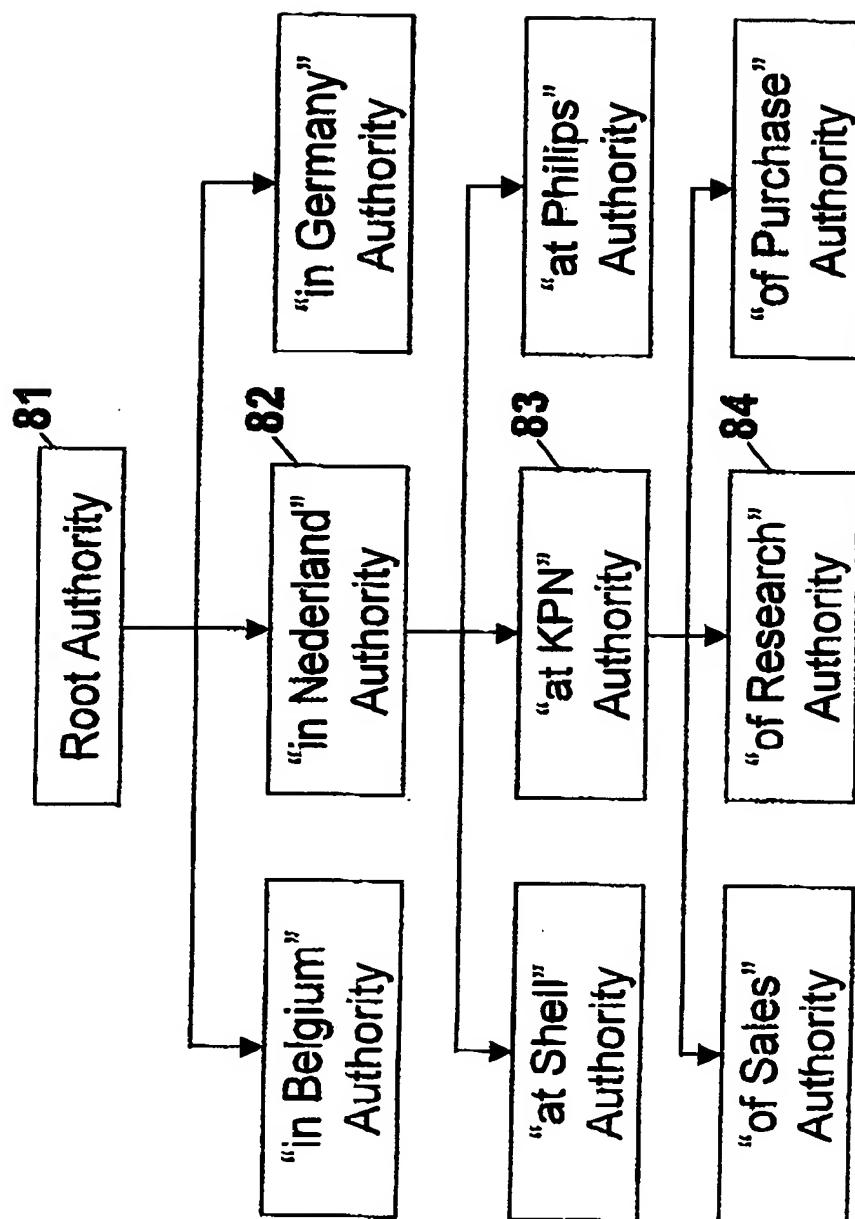 81
Root Authority
82
“in Belgium”
Authority
“in Nederland”
Authority
“in Germany”
Authority
83
“at Shell”
Authority
“at KPN”
Authority
“at Philips”
Authority
84
“of Sales”
Authority
“of Research”
Authority
“of Purchase”
Authority